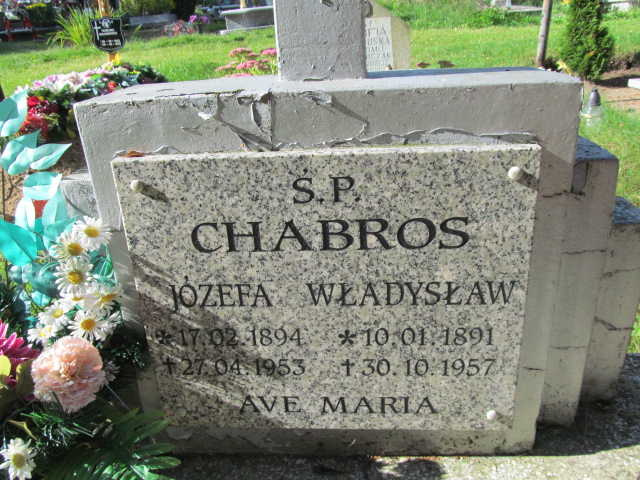 Ś.P.
CHABROS
JÓZEFA WŁADYSŁAW
*17.02.1894 *10.01.1891
†27.04.1953 †30.10.1957
AVE MARIA